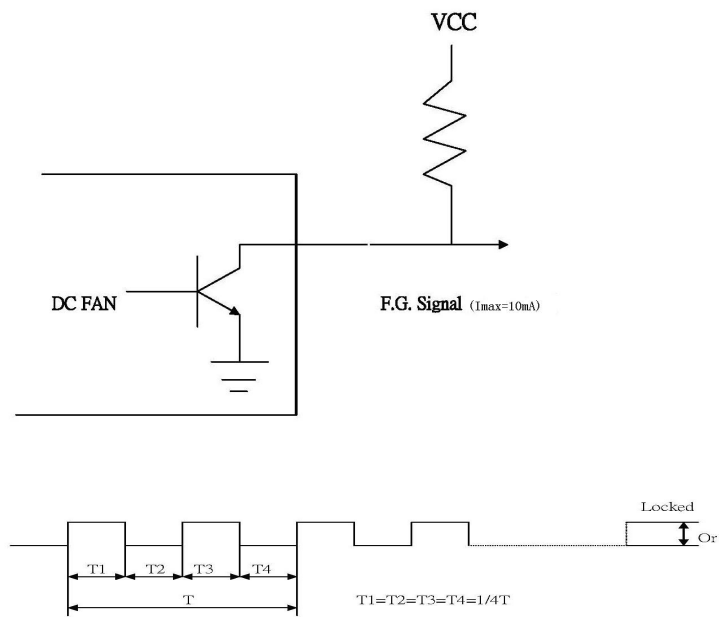 VCC
DC FAN
F.G. Signal (Imax=10mA)
Locked
Or
T1 T2 T3 T4
T
T1=T2=T3=T4=1/4T